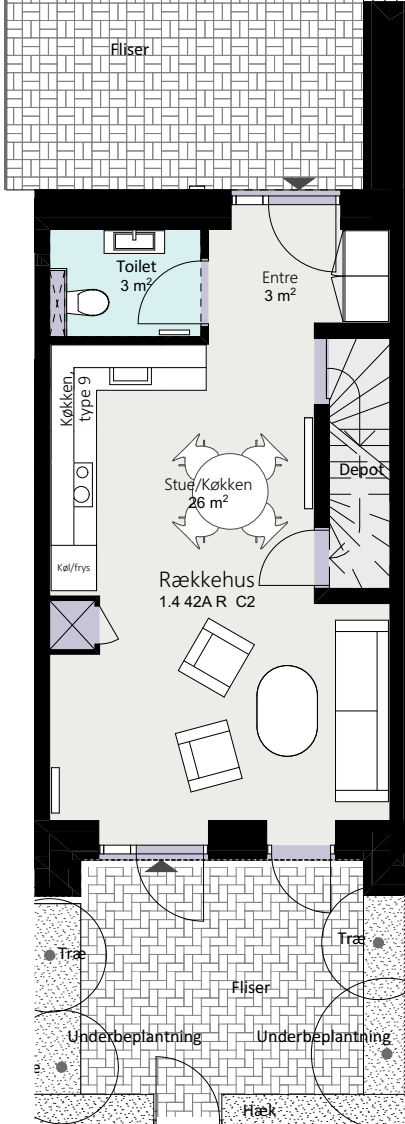 Fliser
Toilet
3 m²
Entre
3 m²
Køkken,
type 9
Stue/Køkken
26 m²
Depot
Køl/frys
Rækkehus
1.4 42A R C2
Træ
Træ
Fliser
Underbeplantning
Underbeplantning
e
Hæk